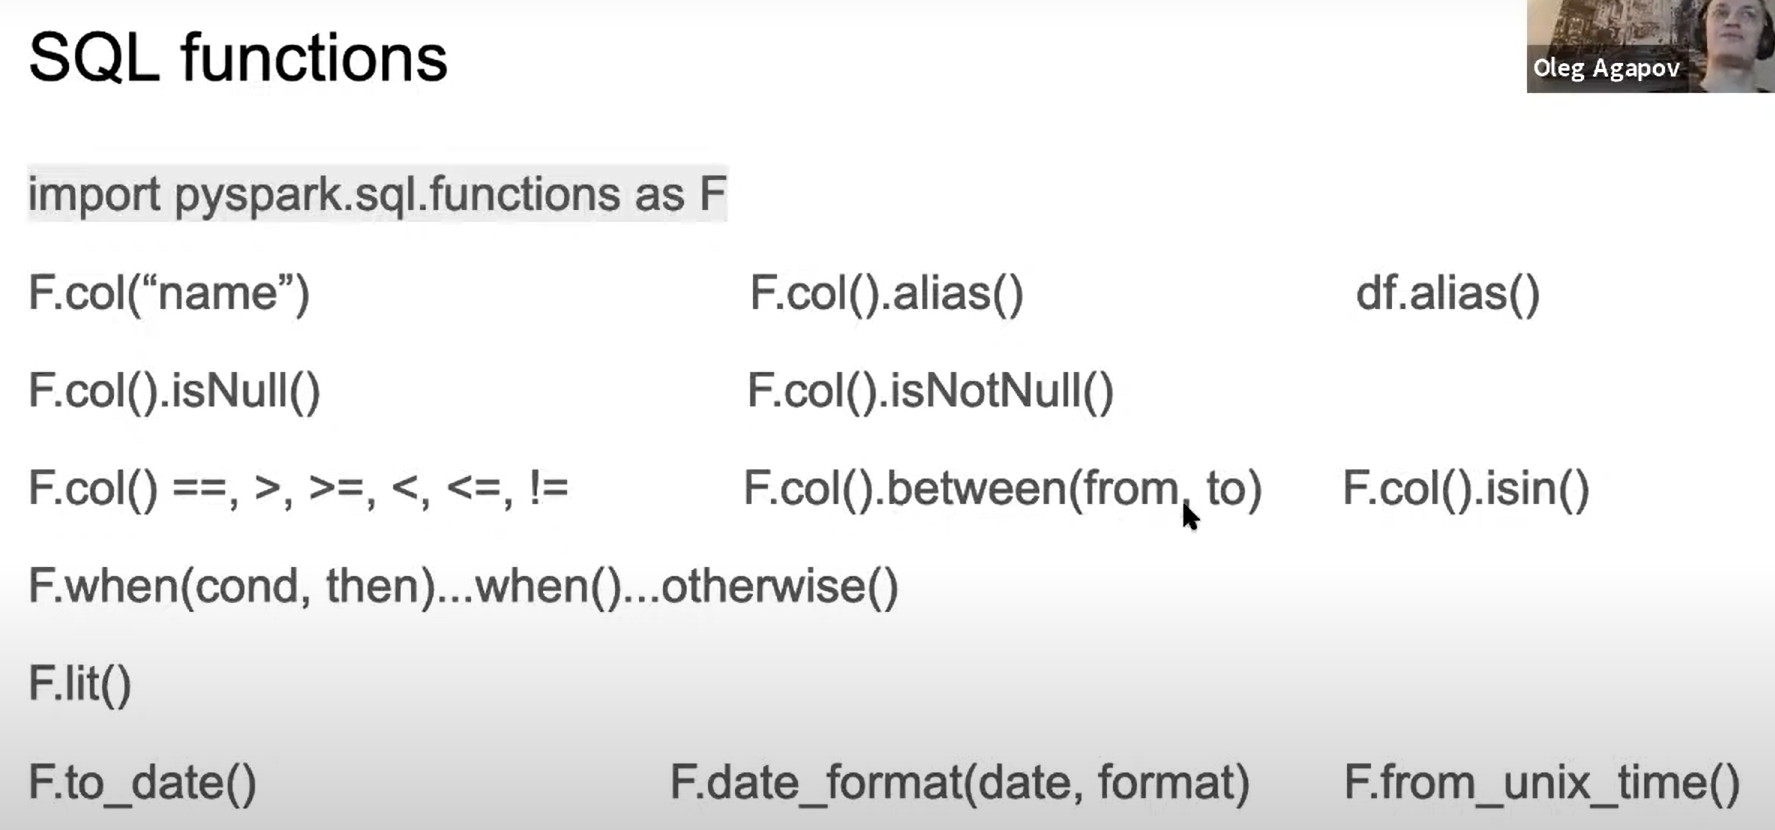 SQL functions
Oleg Agapov
import pyspark.sql.functions as F
F.col(“name”) F.col().alias() df.alias()
F.col().isNull() F.col().isNotNull()
F.col() ==, >, >=, <, <=, != F.col().between(from, to) F.col().isin()
F.when(cond, then)...when()...otherwise()
F.lit()
F.to_date() F.date_format(date, format) F.from_unix_time()